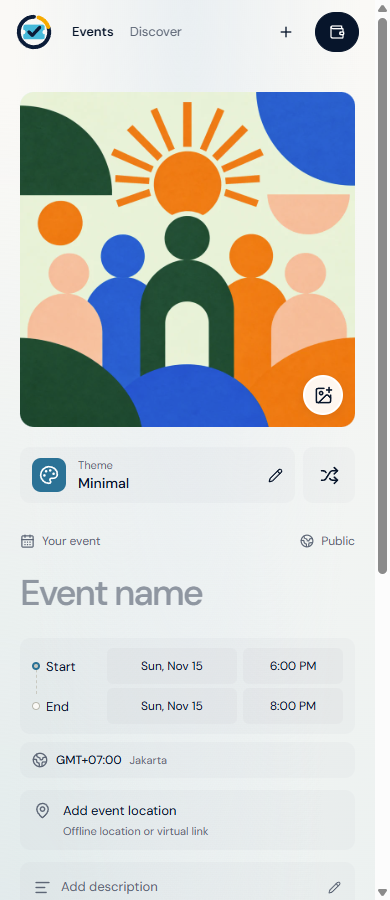 Events Discover
Theme
Minimal
Your event
Public
Event name
Start Sun, Nov 15 6:00 PM
End Sun, Nov 15 8:00 PM
GMT+07:00 Jakarta
Add event location
Offline location or virtual link
Add description